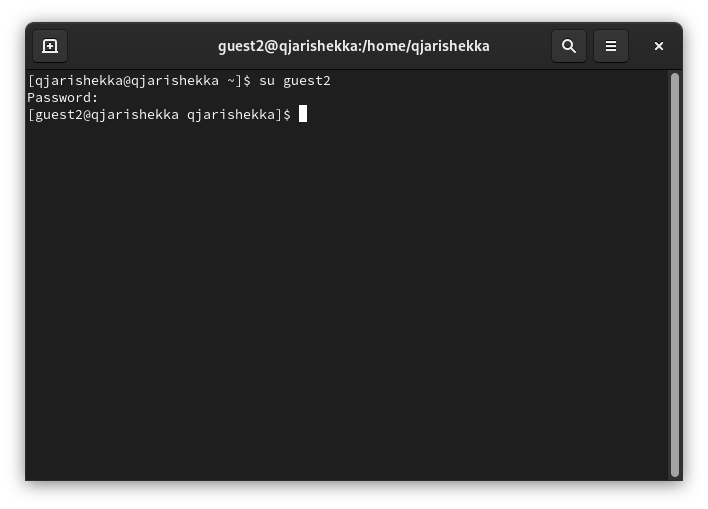 guest2@qjarishekka:/home/qjarishekka
[qjarishekka@qjarishekka ~]$ su guest2
Password:
[guest2@qjarishekka qjarishekka]$